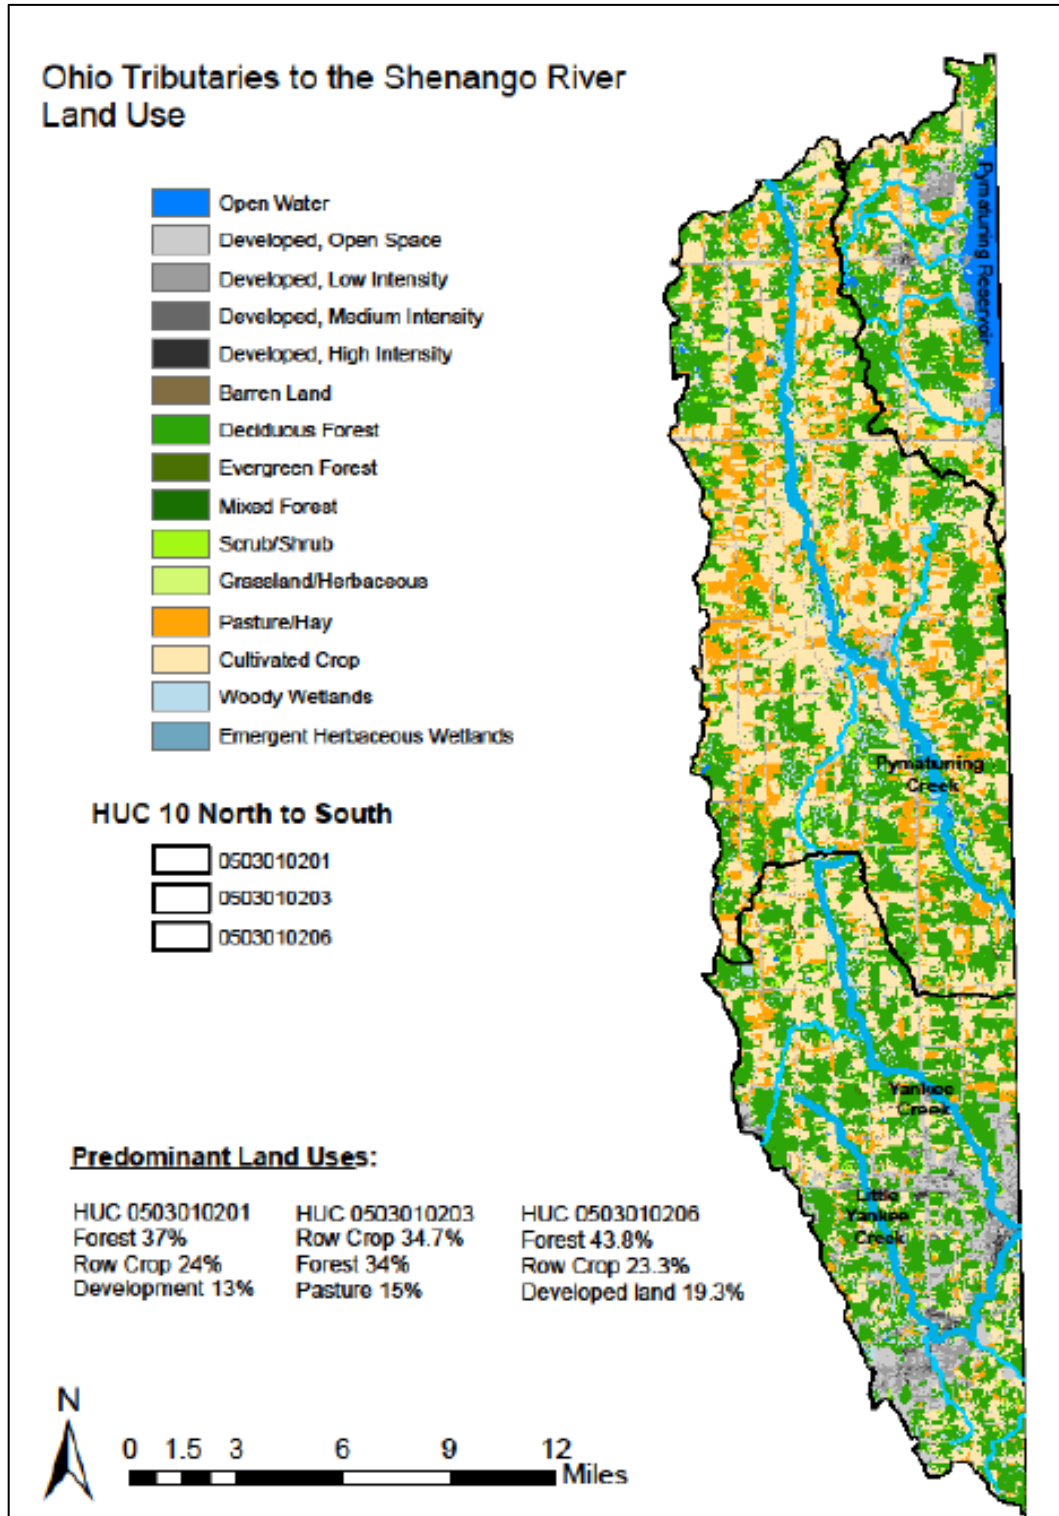 Ohio Tributaries to the Shenango River
Land Use
Open Water
Developed, Open Space
Developed, Low Intensity
Developed, Medium Intensity
Developed, High Intensity
Barren Land
Deciduous Forest
Evergreen Forest
Mixed Forest
Scrub/Shrub
Grassland/Herbaceous
Pasture/Hay
Cultivated Crop
Woody Wetlands
Emergent Herbaceous Wetlands
HUC 10 North to South
0503010201
0503010203
0503010206
Pymatuning Reservoir
Pymatuning
Creek
Yankee
Creek
Little
Yankee
Creek
Predominant Land Uses:
HUC 0503010201
Forest 37%
Row Crop 24%
Development 13%
HUC 0503010203
Row Crop 34.7%
Forest 34%
Pasture 15%
HUC 0503010206
Forest 43.8%
Row Crop 23.3%
Developed land 19.3%
N
0 1.5 3 6 9 12
Miles